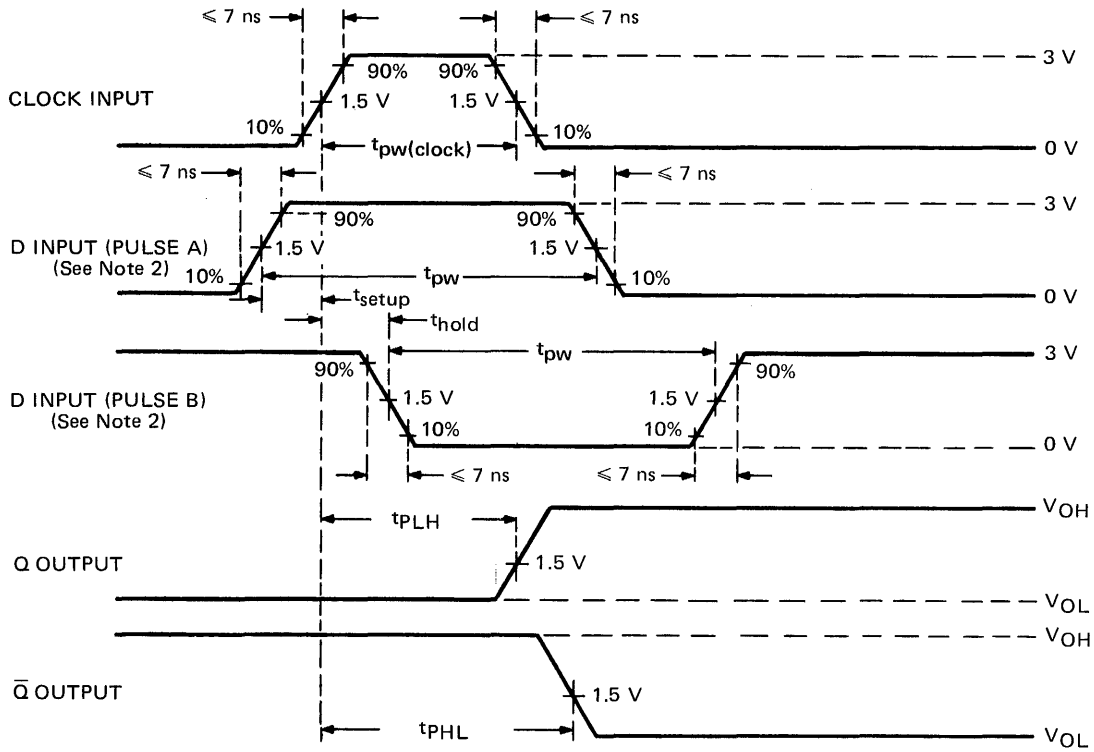 ⩽ 7 ns ⩽ 7 ns
3 V
90% 90%
CLOCK INPUT 1.5 V 1.5 V
10% 10%
tpw(clock)
0 V
⩽ 7 ns ⩽ 7 ns
3 V
90% 90%
D INPUT (PULSE A) 1.5 V 1.5 V
(See Note 2)
10% tpw 10%
0 V
tsetup
thold
tpw
3 V
90% 90%
D INPUT (PULSE B) 1.5 V 1.5 V
(See Note 2)
10% 10%
0 V
⩽ 7 ns ⩽ 7 ns
VOH
tPLH
Q OUTPUT 1.5 V
VOL
VOH
Q̄ OUTPUT 1.5 V
tPHL
VOL